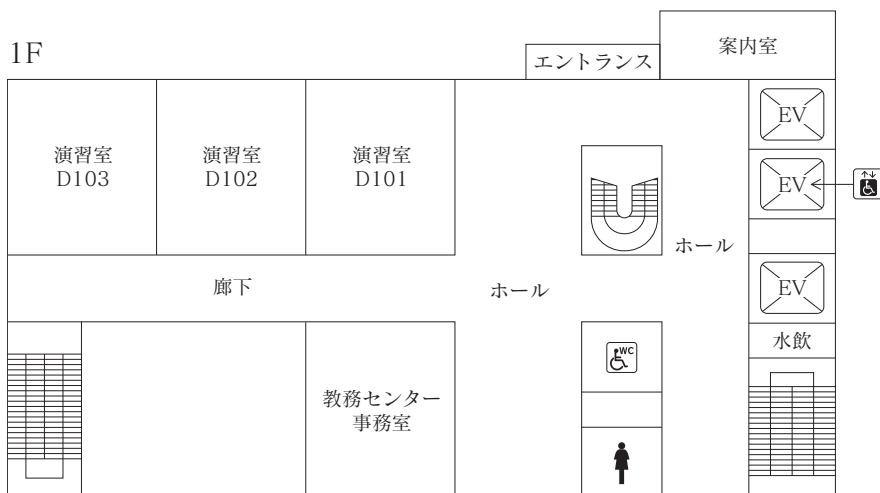 1F
エントランス
案内室
演習室
D103
演習室
D102
演習室
D101
EV
EV
EV
ホール
廊下
ホール
水飲
WC
教務センター
事務室